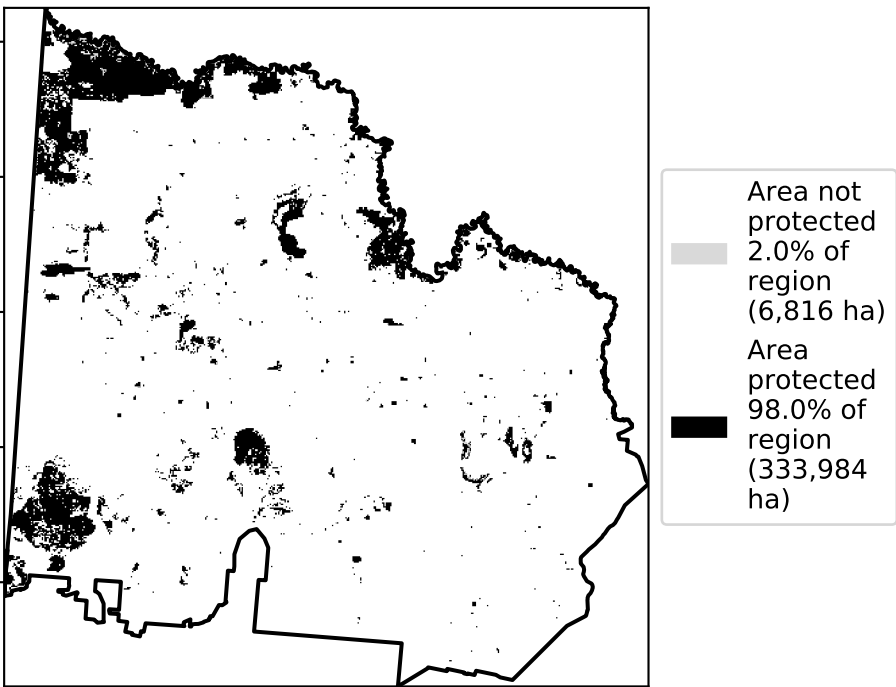 Area not
protected
2.0% of
region
(6,816 ha)
Area
protected
98.0% of
region
(333,984
ha)